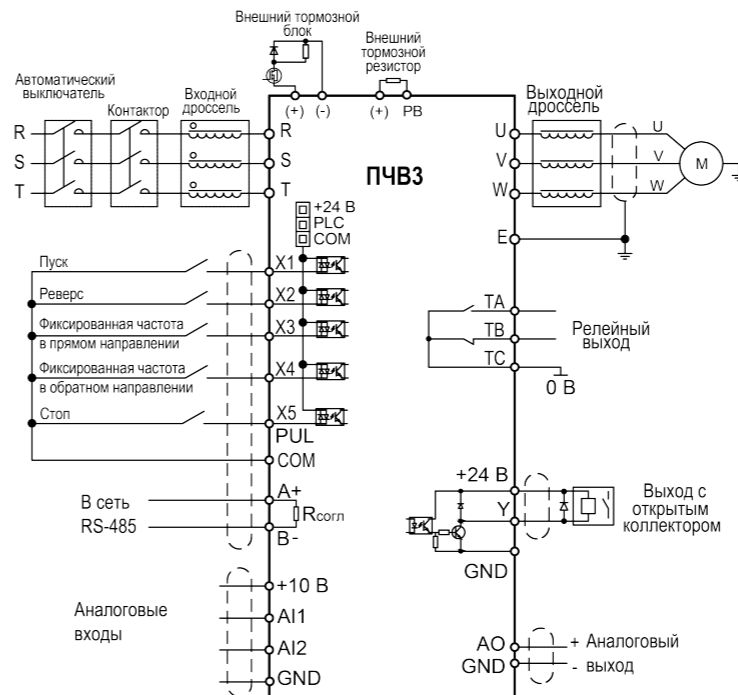 Внешний тормозной
блок
Внешний
тормозной
резистор
Автоматический
выключатель
Контактор
Входной
дроссель
Выходной
дроссель
(+) (-) (+) PB
R R
S S
T T
U U
V V
W W
M
ПЧВ3
E
+24 В
PLC
COM
Пуск X1
Реверс X2
Фиксированная частота
в прямом направлении
X3
Фиксированная частота
в обратном направлении
X4
Стоп X5
PUL
COM
TA
TB
TC
Релейный
выход
0 В
В сеть
RS-485
A+
B-
Rсогл
+24 В
Y
GND
Выход с
открытым
коллектором
Аналоговые
входы
+10 В
AI1
AI2
GND
AO + Аналоговый
GND - выход